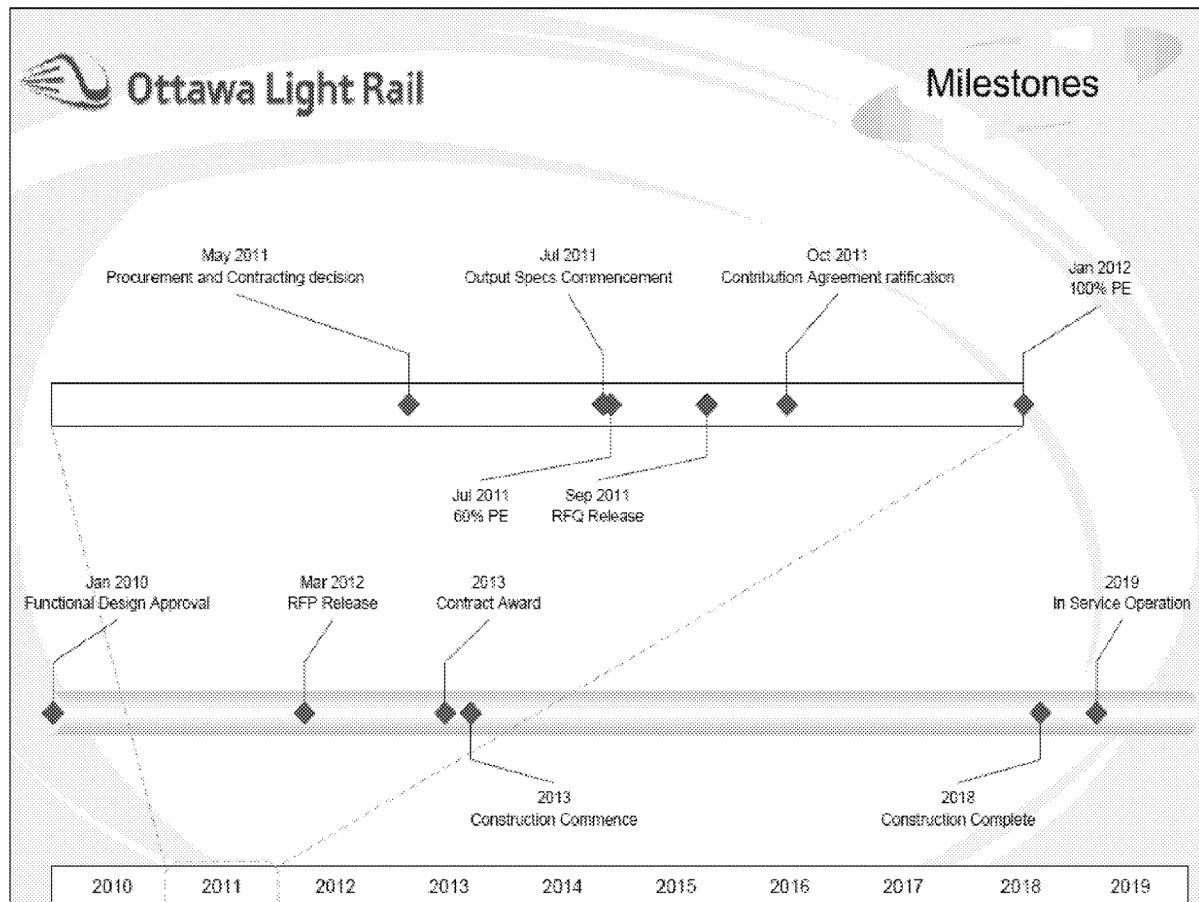 Ottawa Light Rail
Milestones
May 2011
Procurement and Contracting decision
Jul 2011
Output Specs Commencement
Oct 2011
Contribution Agreement ratification
Jan 2012
100% PE
Jul 2011
60% PE
Sep 2011
RFQ Release
Jan 2010
Functional Design Approval
Mar 2012
RFP Release
2013
Contract Award
2019
In Service Operation
2013
Construction Commence
2018
Construction Complete
2010 2011 2012 2013 2014 2015 2016 2017 2018 2019